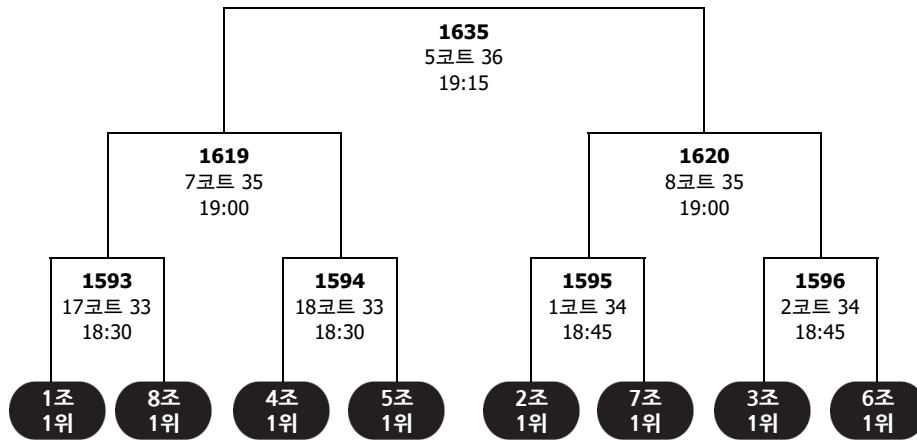 1635
5코트 36
19:15
1619
7코트 35
19:00
1620
8코트 35
19:00
1593
17코트 33
18:30
1594
18코트 33
18:30
1595
1코트 34
18:45
1596
2코트 34
18:45
1조
1위
8조
1위
4조
1위
5조
1위
2조
1위
7조
1위
3조
1위
6조
1위